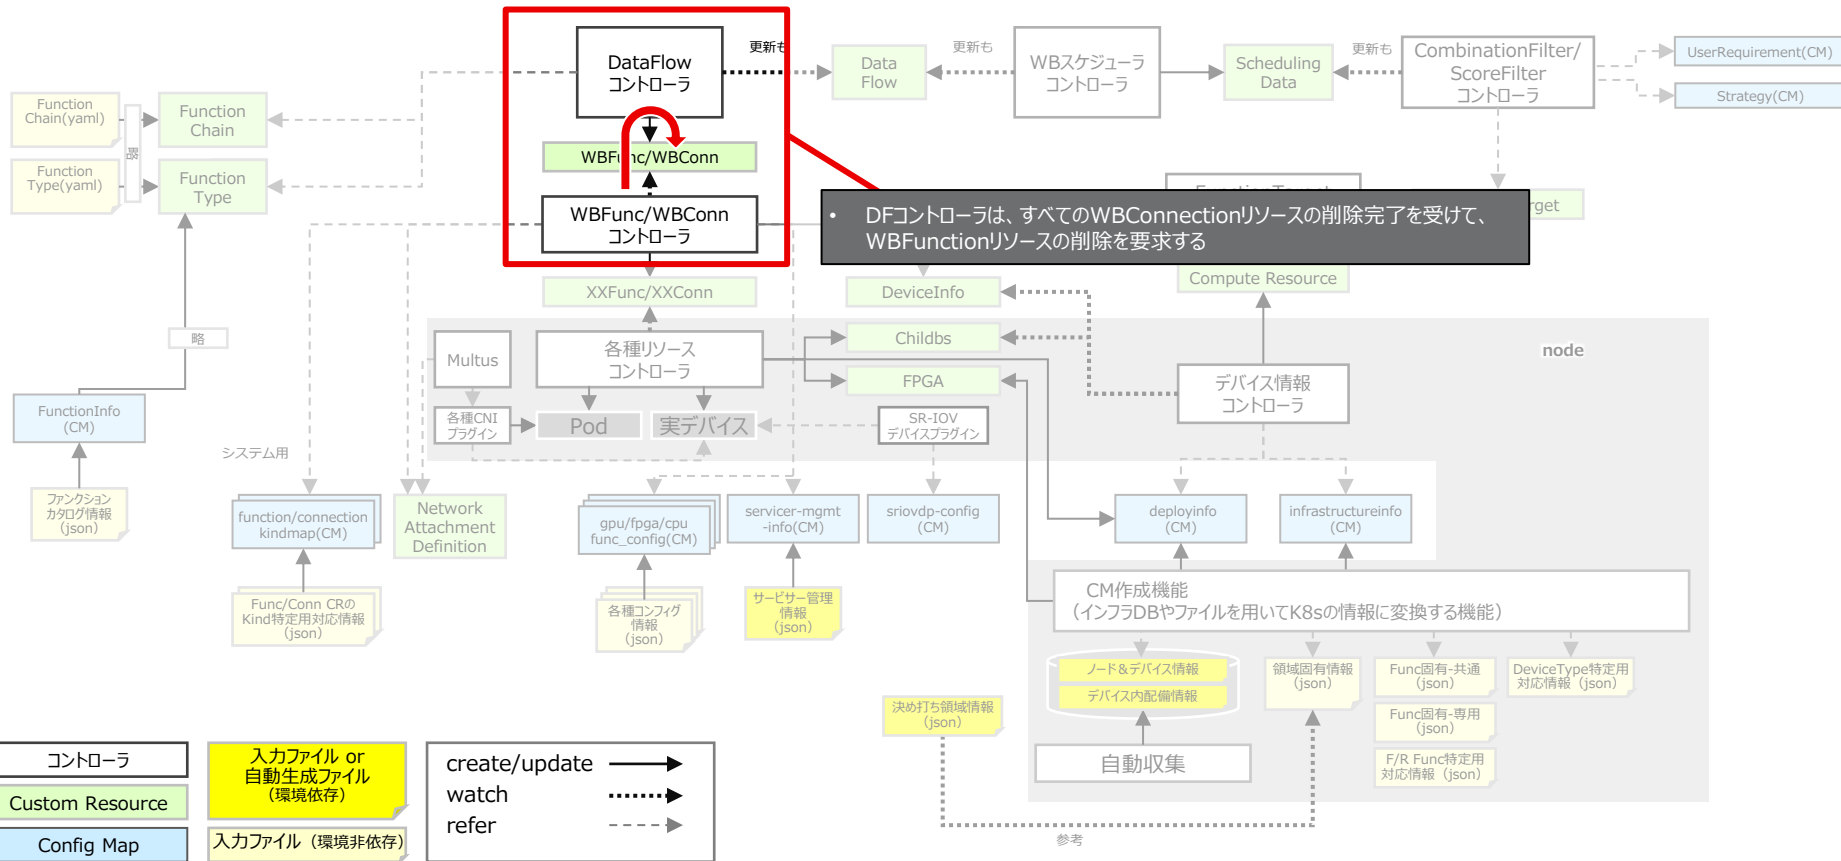 DataFlow
コントローラ
更新も
Data
Flow
更新も
WBスケジューラ
コントローラ
Scheduling
Data
更新も
CombinationFilter/
ScoreFilter
コントローラ
UserRequirement(CM)
Strategy(CM)
Function
Chain(yaml)
Function
Chain
略
Function
Type(yaml)
Function
Type
WBFunc/WBConn
WBFunc/WBConn
コントローラ
• DFコントローラは、すべてのWBConnectionリソースの削除完了を受けて、
WBFunctionリソースの削除を要求する
rget
XXFunc/XXConn
DeviceInfo
Compute Resource
略
Multus
各種リソース
コントローラ
Childbs
FPGA
node
デバイス情報
コントローラ
FunctionInfo
(CM)
各種CNI
プラグイン
Pod
実デバイス
SR-IOV
デバイスプラグイン
システム用
ファンクション
カタログ情報
(json)
function/connection
kindmap(CM)
Network
Attachment
Definition
gpu/fpga/cpu
func_config(CM)
servicer-mgmt
-info(CM)
sriovdp-config
(CM)
deployinfo
(CM)
infrastructureinfo
(CM)
Func/Conn CRの
Kind特定用対応情報
(json)
各種コンフィグ
情報
(json)
サービサー管理
情報
(json)
CM作成機能
(インフラDBやファイルを用いてK8sの情報に変換する機能)
ノード&デバイス情報
デバイス内配備情報
領域固有情報
(json)
Func固有-共通
(json)
DeviceType特定用
対応情報(json)
決め打ち領域情報
(json)
Func固有-専用
(json)
自動収集
F/R Func特定用
対応情報(json)
参考
コントローラ
Custom Resource
Config Map
入力ファイル or
自動生成ファイル
(環境依存)
入力ファイル(環境非依存)
create/update
watch
refer